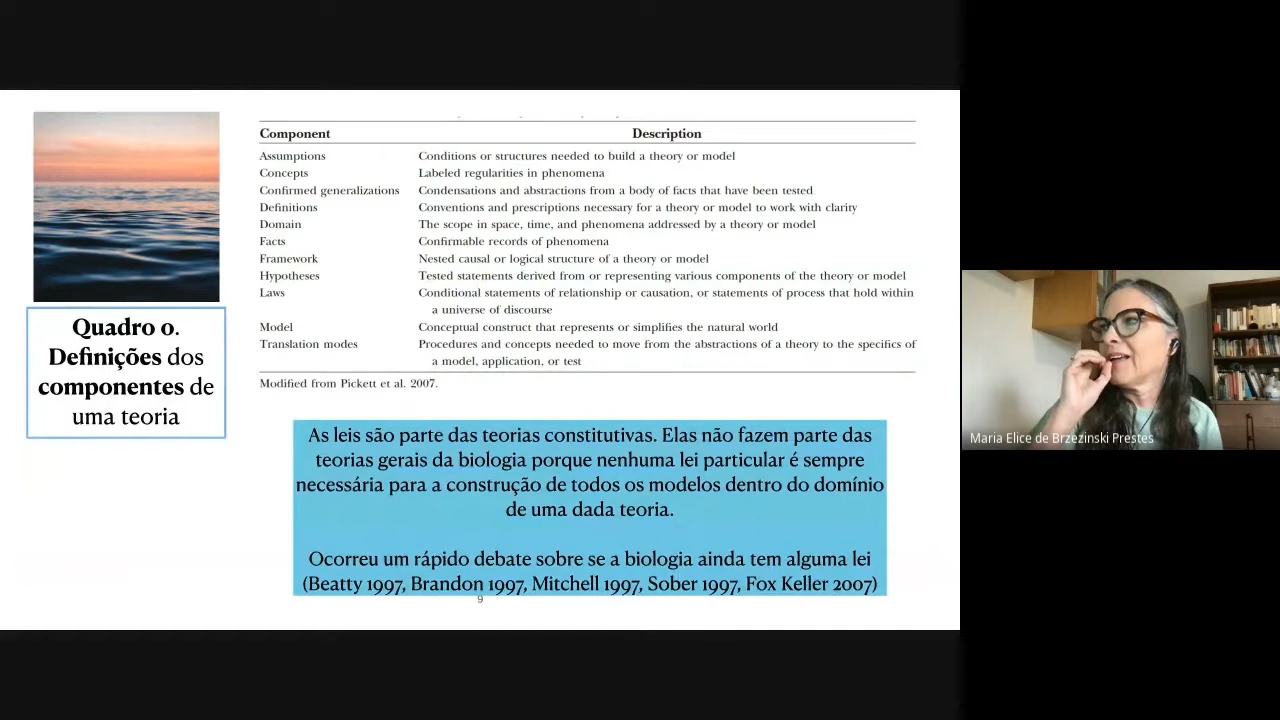 Component Description
Assumptions Conditions or structures needed to build a theory or model
Concepts Labeled regularities in phenomena
Confirmed generalizations Condensations and abstractions from a body of facts that have been tested
Definitions Conventions and prescriptions necessary for a theory or model to work with clarity
Domain The scope in space, time, and phenomena addressed by a theory or model
Facts Confirmable records of phenomena
Framework Nested causal or logical structure of a theory or model
Hypotheses Tested statements derived from or representing various components of the theory or model
Laws Conditional statements of relationship or causation, or statements of process that hold within
a universe of discourse
Model Conceptual construct that represents or simplifies the natural world
Translation modes Procedures and concepts needed to move from the abstractions of a theory to the specifics of
a model, application, or test
Modified from Pickett et al. 2007.
Quadro 0.
Definições dos
componentes de
uma teoria
As leis são parte das teorias constitutivas. Elas não fazem parte das
teorias gerais da biologia porque nenhuma lei particular é sempre
necessária para a construção de todos os modelos dentro do domínio
de uma dada teoria.
Ocorreu um rápido debate sobre se a biologia ainda tem alguma lei
(Beatty 1997, Brandon 1997, Mitchell 1997, Sober 1997, Fox Keller 2007)
9
Maria Elice de Brzezinski Prestes